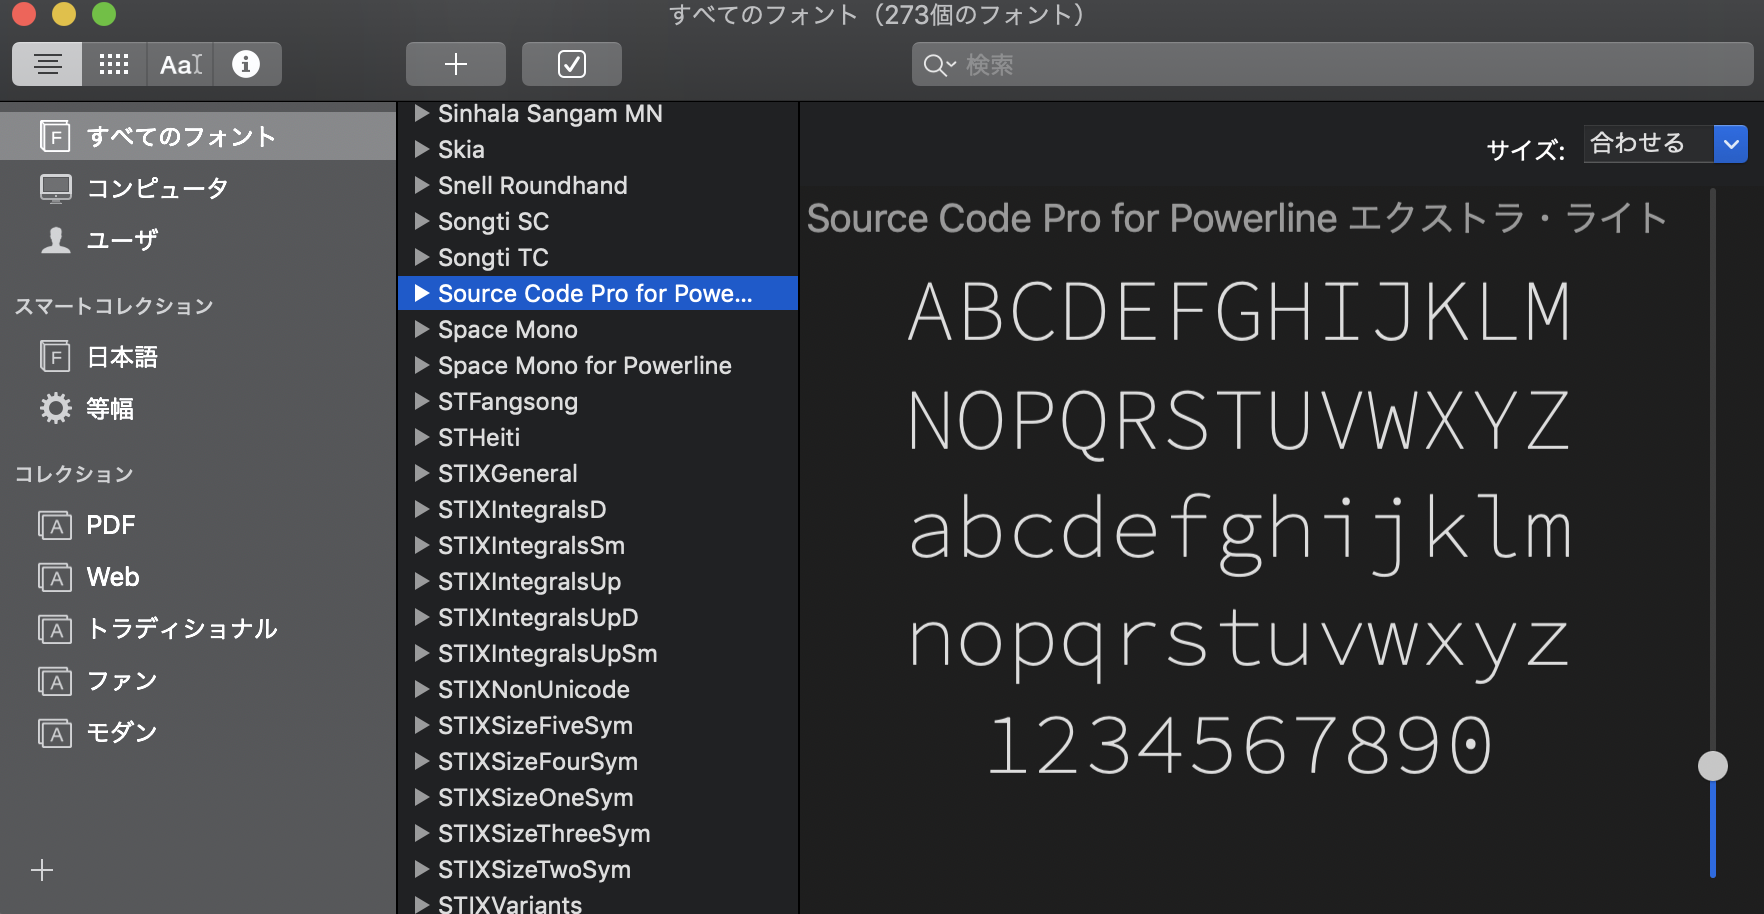 すべてのフォント（273個のフォント）
Aa
検索
すべてのフォント
コンピュータ
ユーザ
スマートコレクション
日本語
等幅
コレクション
PDF
Web
トラディショナル
ファン
モダン
Sinhala Sangam MN
Skia
Snell Roundhand
Songti SC
Songti TC
Source Code Pro for Powe...
Space Mono
Space Mono for Powerline
STFangsong
STHeiti
STIXGeneral
STIXIntegralsD
STIXIntegralsSm
STIXIntegralsUp
STIXIntegralsUpD
STIXIntegralsUpSm
STIXNonUnicode
STIXSizeFiveSym
STIXSizeFourSym
STIXSizeOneSym
STIXSizeThreeSym
STIXSizeTwoSym
STIXVariants
サイズ: 合わせる
Source Code Pro for Powerline エクストラ・ライト
ABCDEFGHIJKLM
NOPQRSTUVWXYZ
abcdefghijklm
nopqrstuvwxyz
1234567890